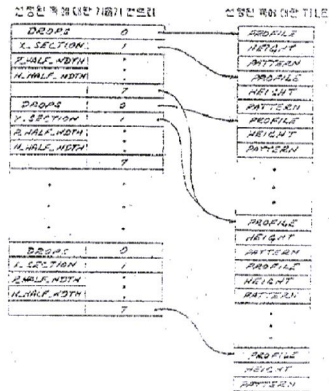 선정된 폭에 대한 기울기 컨트리
DROPS 0
X_SECTION 1
P_HALF_WDTH
N_HALF_WDTH
7
DROPS 0
X_SECTION 1
P_HALF_WDTH
N_HALF_WDTH
7
DROPS 0
X_SECTION 1
P_HALF_WDTH
N_HALF_WDTH
7
선정된 폭에 대한 TILE
PROFILE
HEIGHT
PATTERN
PROFILE
HEIGHT
PATTERN
PROFILE
HEIGHT
PATTERN
PROFILE
HEIGHT
PATTERN
PROFILE
HEIGHT
PATTERN
PROFILE
HEIGHT
PATTERN